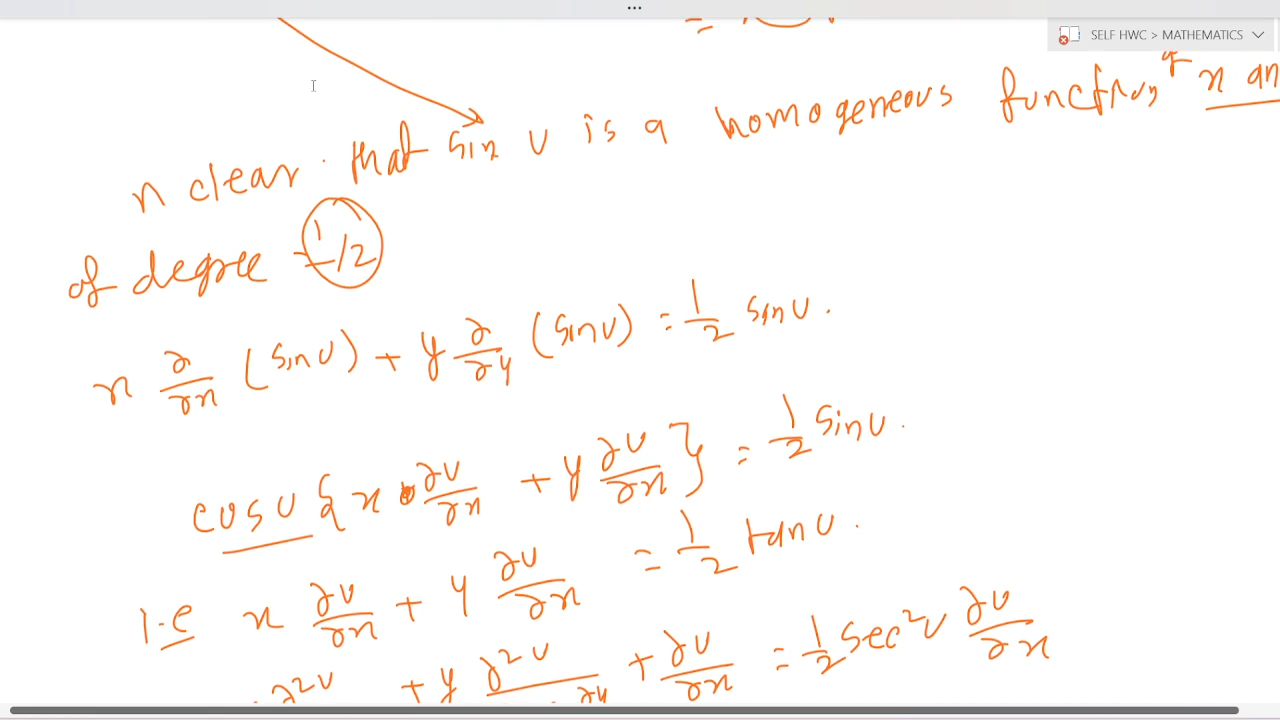 SELF HWC > MATHEMATICS
n clear. that sin u is a homogeneous function of x an
of degree 1/2
x ∂/∂x (sin u) + y ∂/∂y (sin u) = 1/2 sin u.
cos u {x ∂u/∂x + y ∂u/∂x} = 1/2 sin u.
I.e x ∂u/∂x + y ∂u/∂x = 1/2 tan u.
∂²u + y ∂²u/∂y + ∂u/∂x = 1/2 sec²u ∂u/∂x